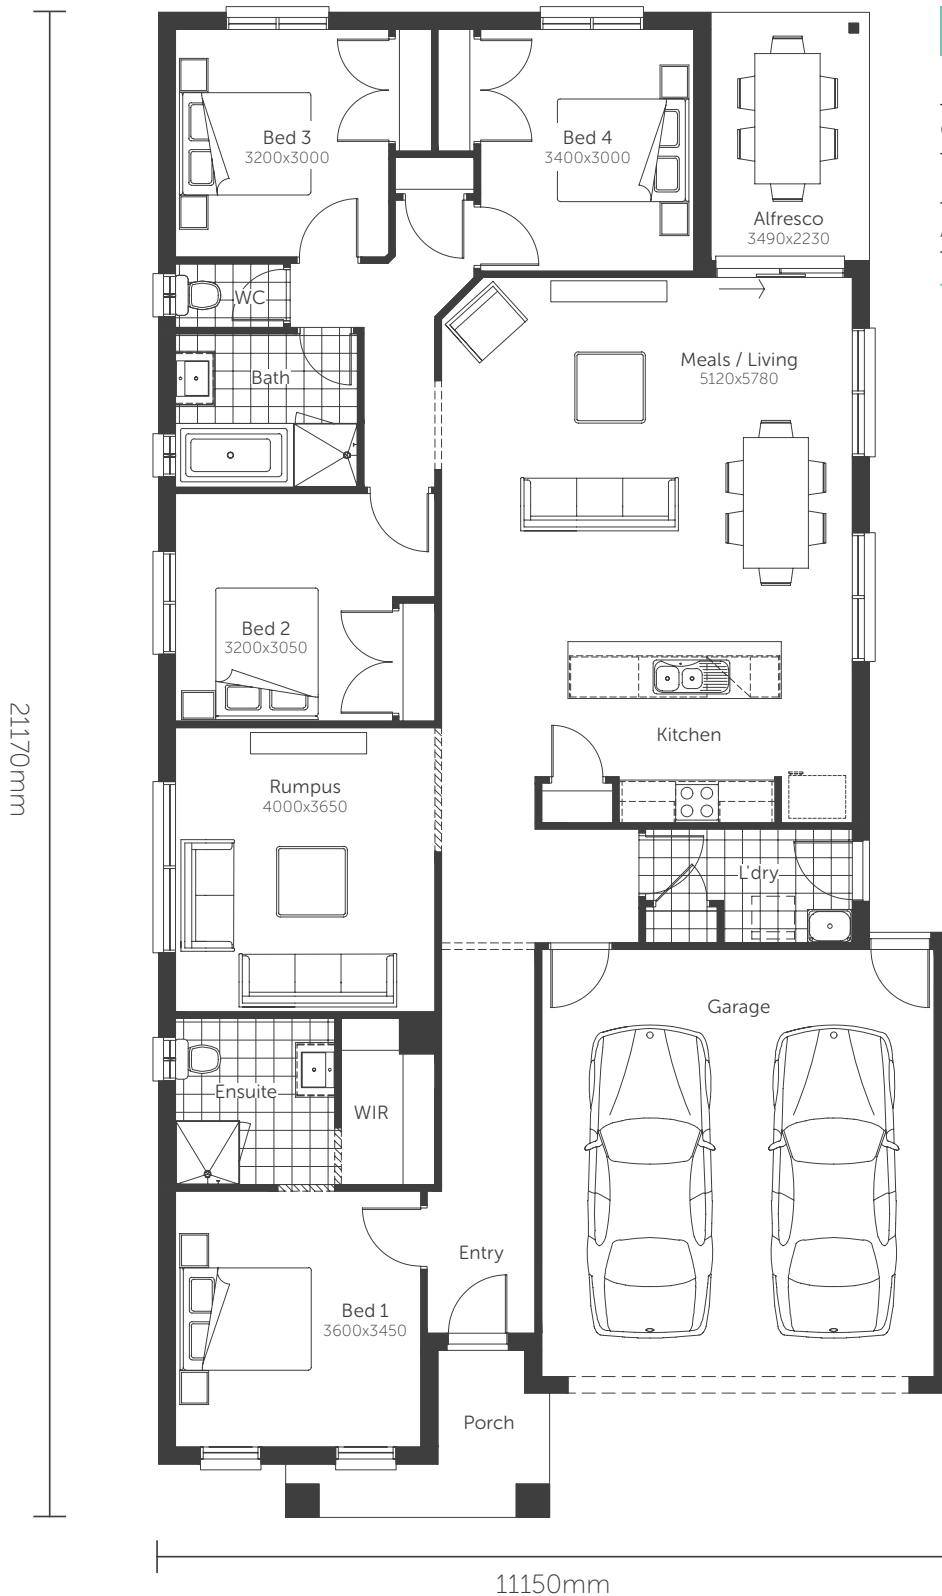 Bed 3
3200x3000
Bed 4
3400x3000
Alfresco
3490x2230
WC
Bath
Meals / Living
5120x5780
Bed 2
3200x3050
Kitchen
21170mm
Rumpus
4000x3650
L'dry
Garage
Ensuite
WIR
Entry
Bed 1
3600x3450
Porch
11150mm